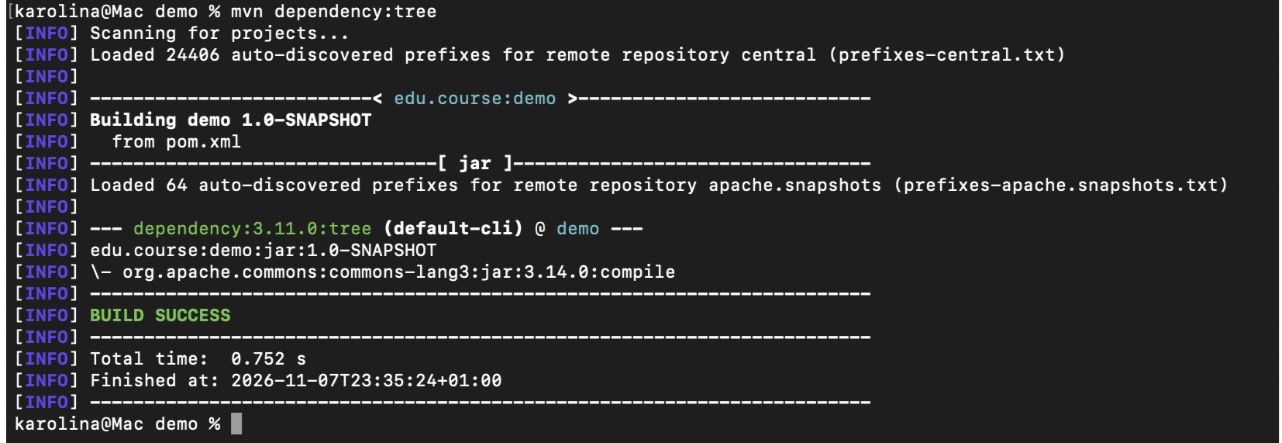 [karolina@Mac demo % mvn dependency:tree
[INFO] Scanning for projects...
[INFO] Loaded 24406 auto-discovered prefixes for remote repository central (prefixes-central.txt)
[INFO]
[INFO] --------------------------< edu.course:demo >---------------------------
[INFO] Building demo 1.0-SNAPSHOT
[INFO]   from pom.xml
[INFO] --------------------------------[ jar ]---------------------------------
[INFO] Loaded 64 auto-discovered prefixes for remote repository apache.snapshots (prefixes-apache.snapshots.txt)
[INFO]
[INFO] --- dependency:3.11.0:tree (default-cli) @ demo ---
[INFO] edu.course:demo:jar:1.0-SNAPSHOT
[INFO] \- org.apache.commons:commons-lang3:jar:3.14.0:compile
[INFO] ------------------------------------------------------------------------
[INFO] BUILD SUCCESS
[INFO] ------------------------------------------------------------------------
[INFO] Total time:  0.752 s
[INFO] Finished at: 2026-11-07T23:35:24+01:00
[INFO] ------------------------------------------------------------------------
karolina@Mac demo %